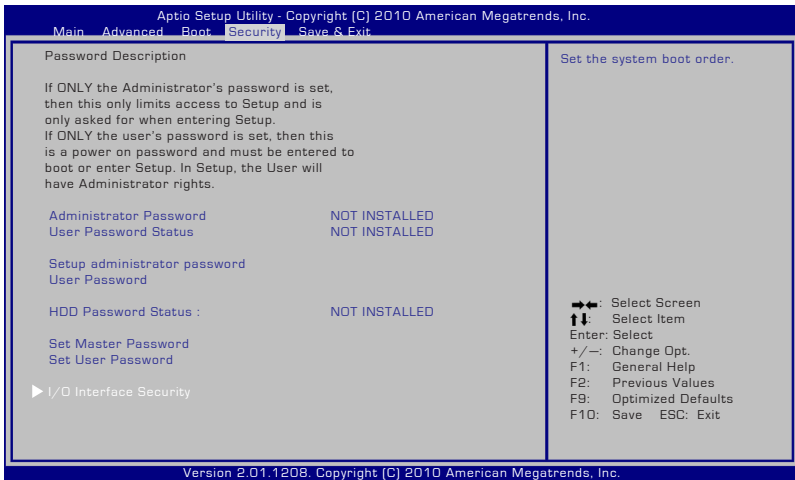 Aptio Setup Utility - Copyright (C) 2010 American Megatrends, Inc.
Main Advanced Boot Security Save & Exit
Password Description
If ONLY the Administrator's password is set,
then this only limits access to Setup and is
only asked for when entering Setup.
If ONLY the user's password is set, then this
is a power on password and must be entered to
boot or enter Setup. In Setup, the User will
have Administrator rights.
Administrator Password NOT INSTALLED
User Password Status NOT INSTALLED
Setup administrator password
User Password
HDD Password Status : NOT INSTALLED
Set Master Password
Set User Password
I/O Interface Security
Set the system boot order.
→←: Select Screen
↑↓: Select Item
Enter: Select
+/—: Change Opt.
F1: General Help
F2: Previous Values
F9: Optimized Defaults
F10: Save ESC: Exit
Version 2.01.1208. Copyright (C) 2010 American Megatrends, Inc.